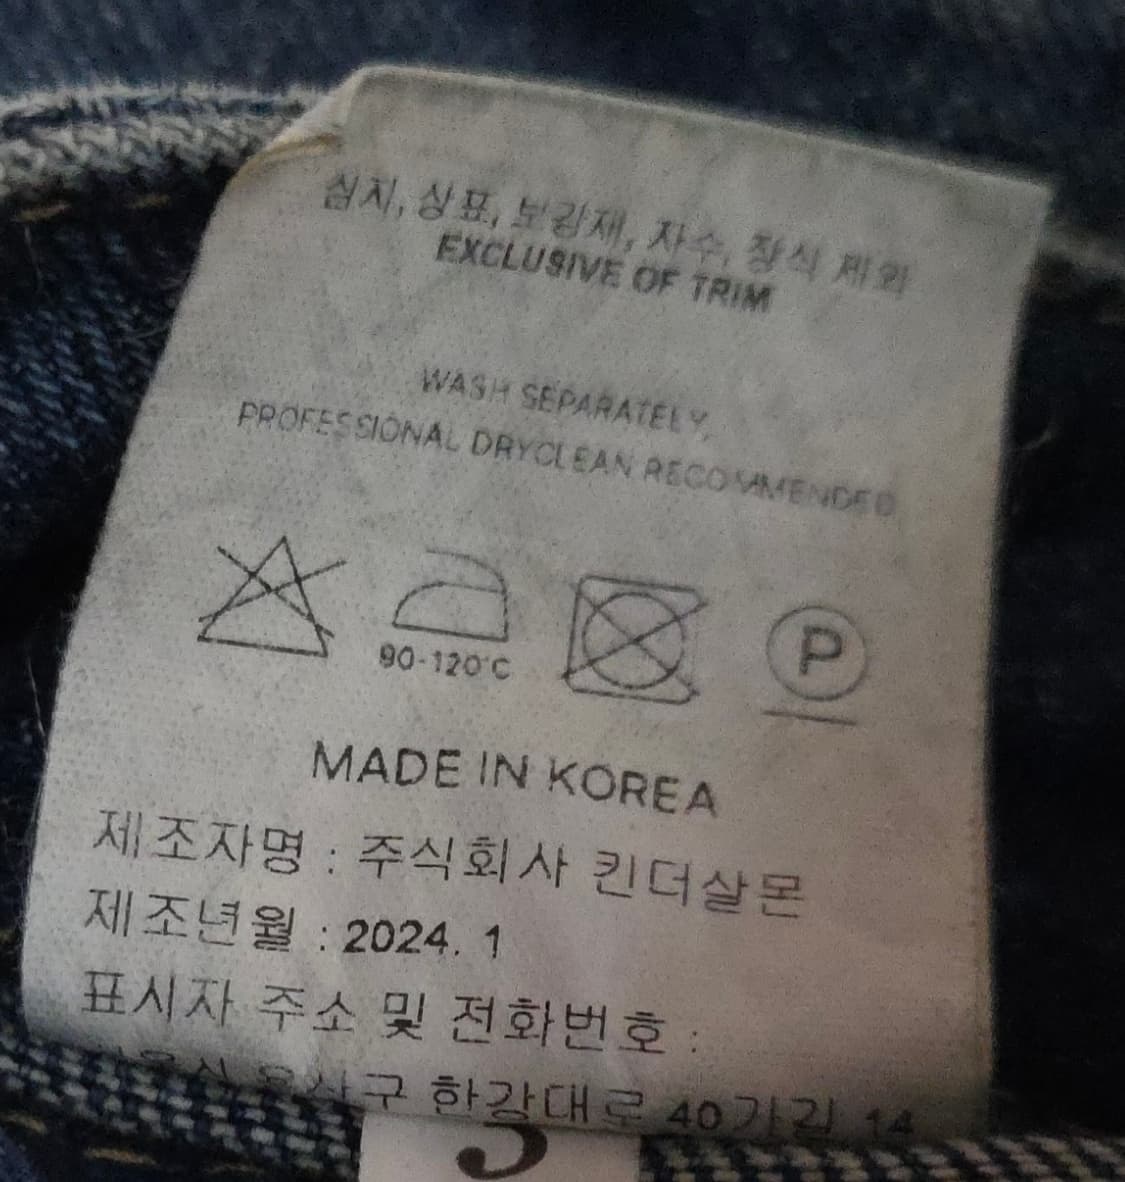 심지, 상표, 보강재, 자수, 장식 제외
EXCLUSIVE OF TRIM
WASH SEPARATELY,
PROFESSIONAL DRYCLEAN RECOMMENDED
90-120°C
P
MADE IN KOREA
제조자명 : 주식회사 킨더살몬
제조년월 : 2024. 1
표시자 주소 및 전화번호 :
용산구 한강대로 40가길 14